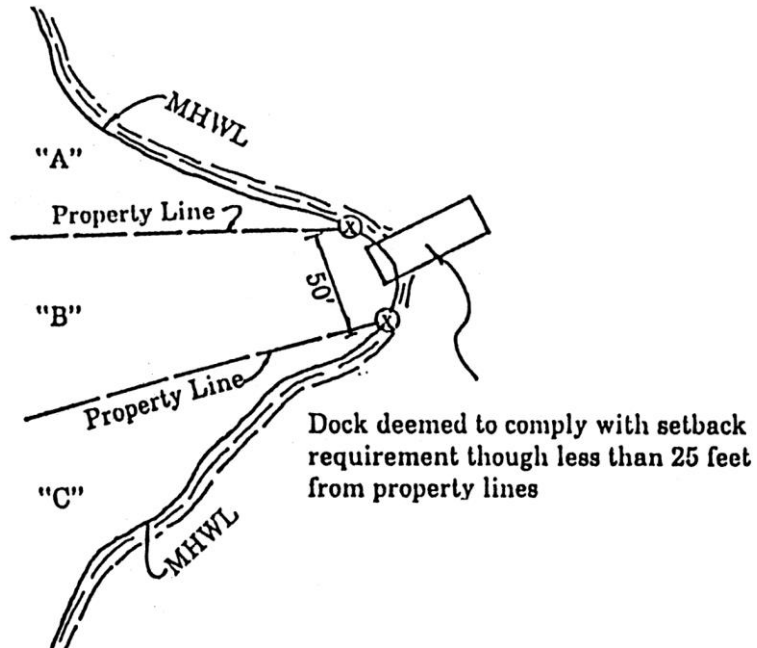 MHWL
"A"
Property Line
50'
"B"
Property Line
Dock deemed to comply with setback
requirement though less than 25 feet
from property lines
"C"
MHWL